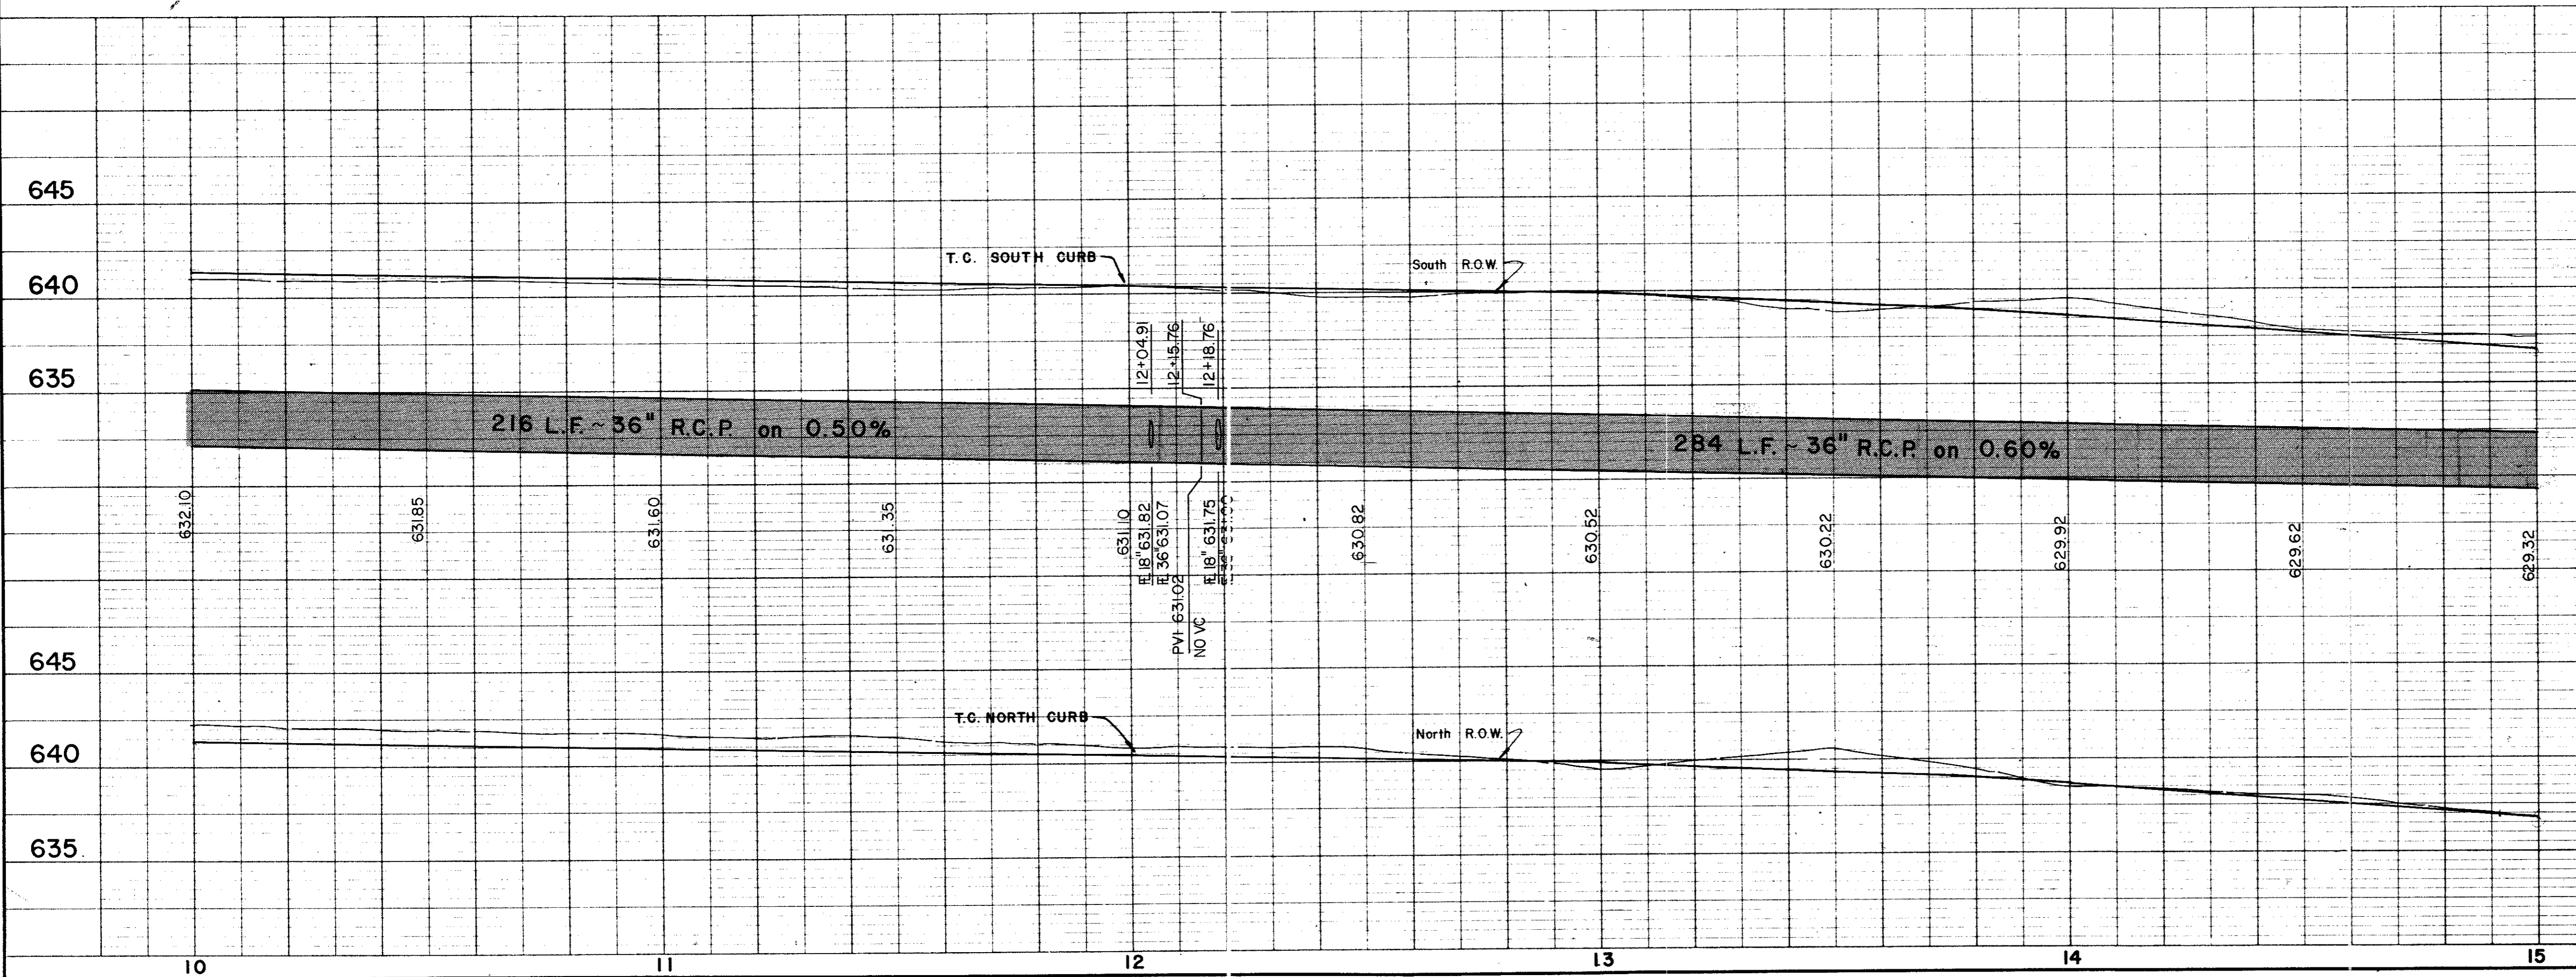 645
640
635
T.C. SOUTH CURB
South R.O.W.
12+04.91
12+15.76
12+18.76
216 L.F. ~ 36" R.C.P. on 0.50%
284 L.F. ~ 36" R.C.P. on 0.60%
632.10
631.85
631.60
631.35
631.10
FL 18" 631.82
FL 36" 631.07
PVI 631.02
NO VC
FL 18" 631.75
630.82
630.52
630.22
629.92
629.62
629.32
645
640
635
T.C. NORTH CURB
North R.O.W.
10
11
12
13
14
15